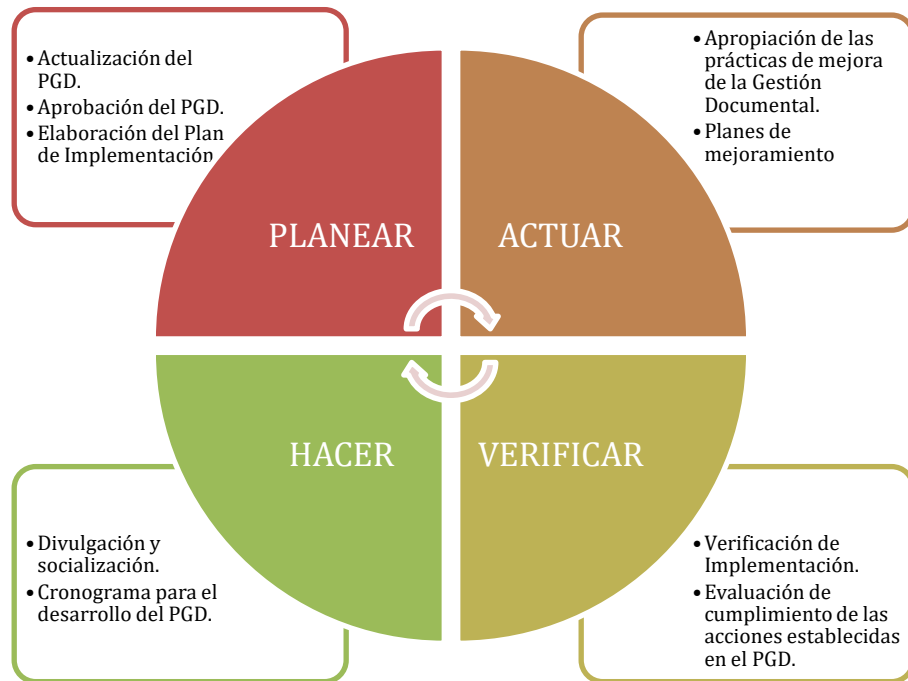 • Actualización del
PGD.
• Aprobación del PGD.
• Elaboración del Plan
de Implementación
• Apropiación de las
prácticas de mejora
de la Gestión
Documental.
• Planes de
mejoramiento
PLANEAR
ACTUAR
HACER
VERIFICAR
• Divulgación y
socialización.
• Cronograma para el
desarrollo del PGD.
• Verificación de
Implementación.
• Evaluación de
cumplimiento de las
acciones establecidas
en el PGD.